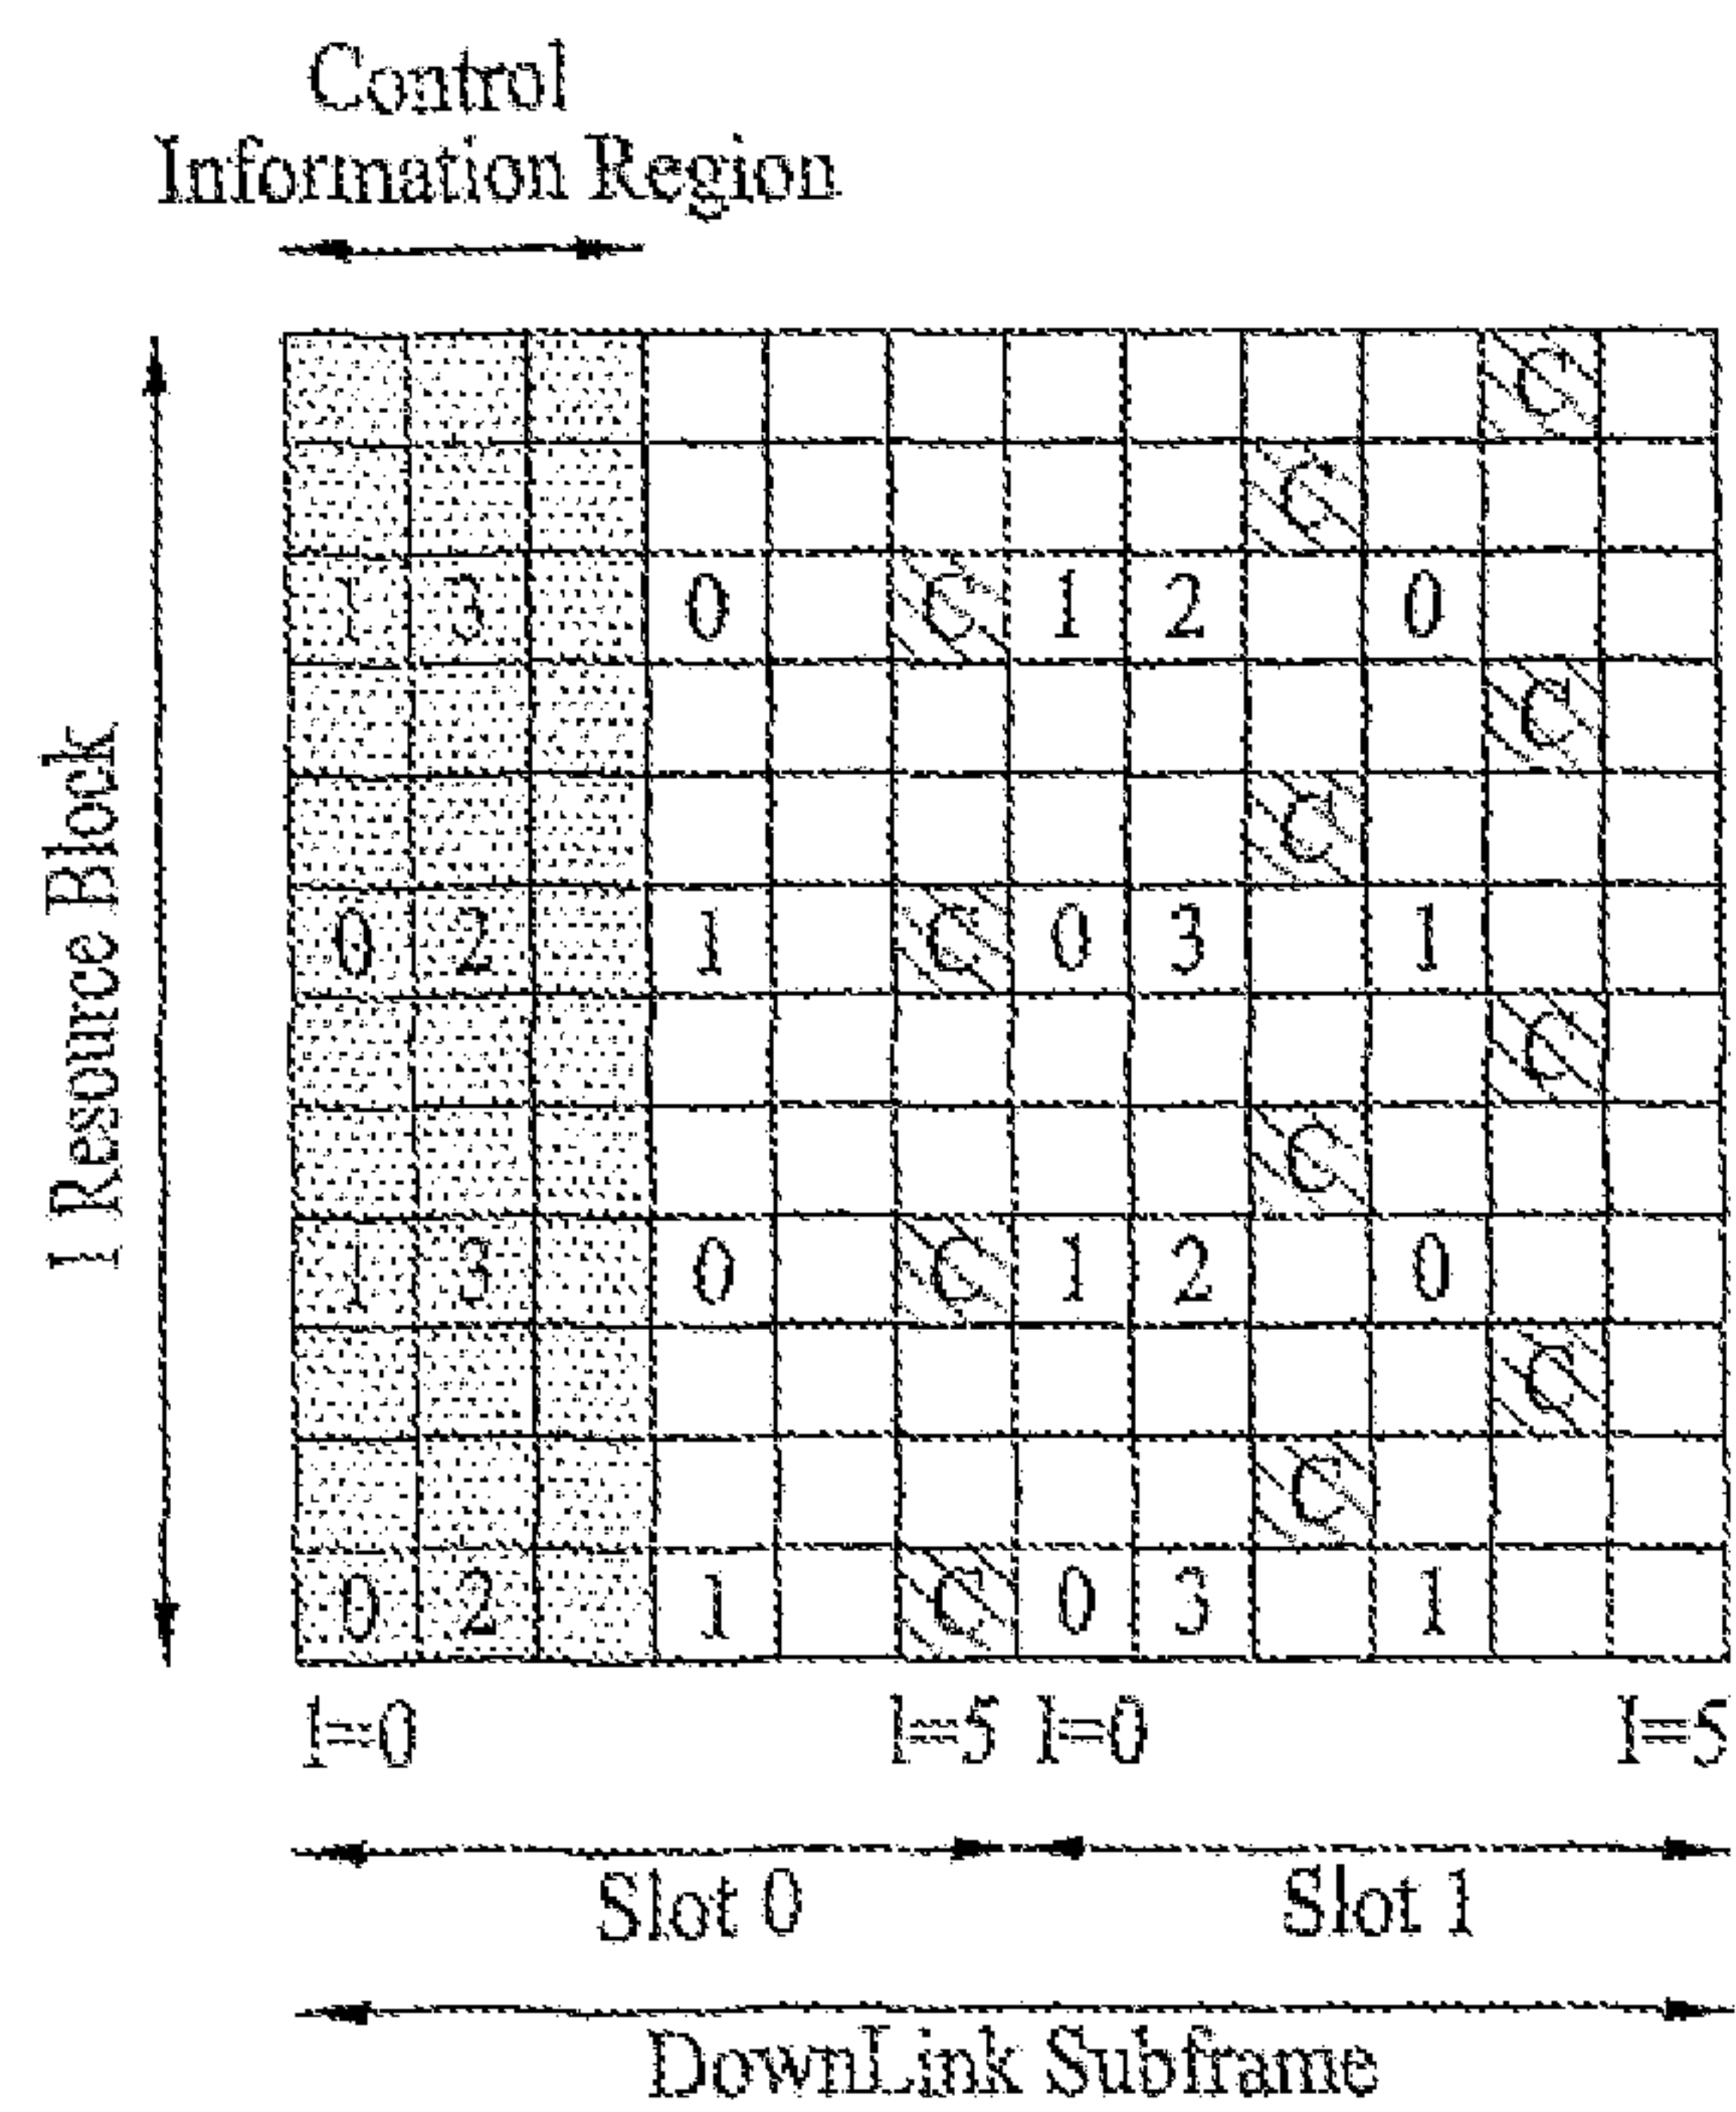 Control
Information Region
1 Resource Block
C
C
1 3 0 C 1 2 0
C
C
0 2 1 C 0 3 1
C
C
1 3 0 C 1 2 0
C
C
0 2 1 C 0 3 1
l=0 l=5 l=0 l=5
Slot 0 Slot 1
DownLink Subframe